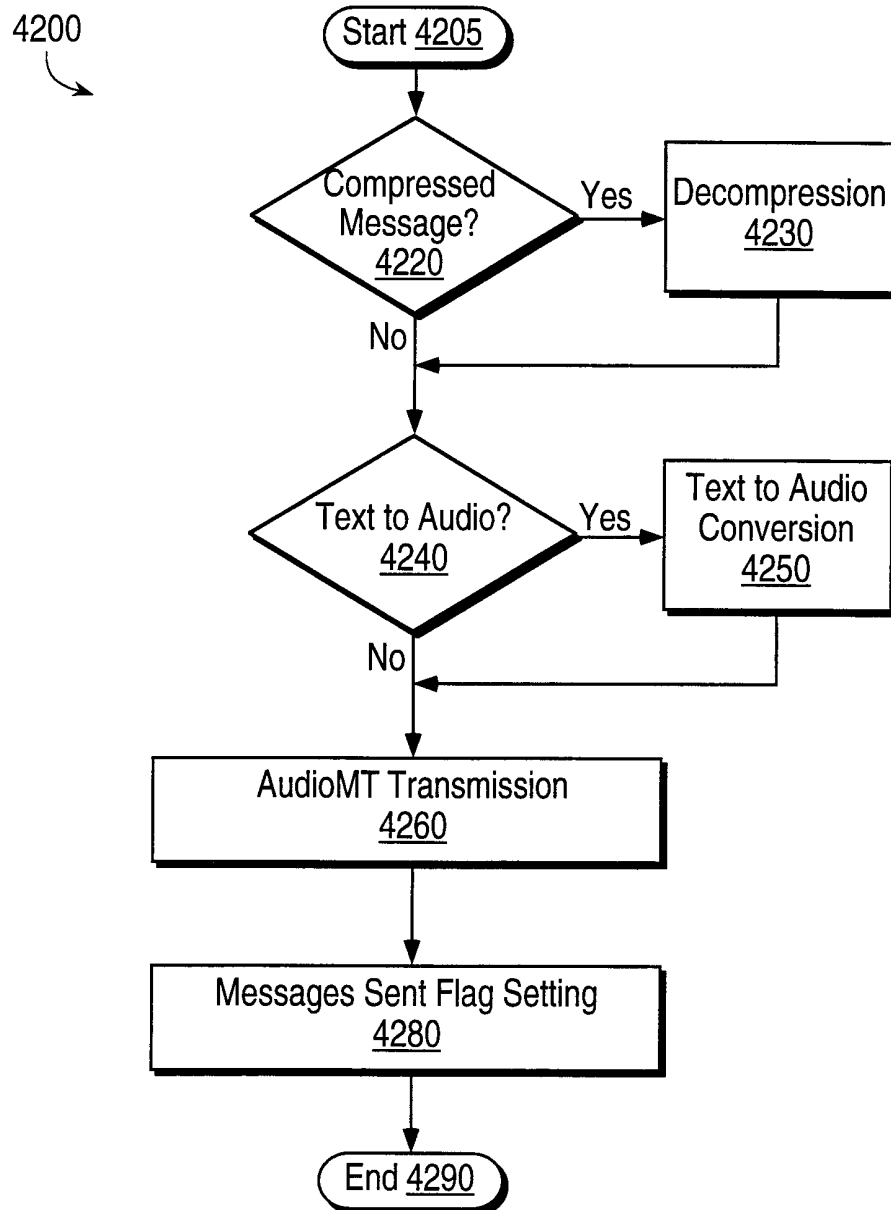 4200
Start 4205
Compressed
Message?
4220
Yes
Decompression
4230
No
Text to Audio?
4240
Yes
Text to Audio
Conversion
4250
No
AudioMT Transmission
4260
Messages Sent Flag Setting
4280
End 4290